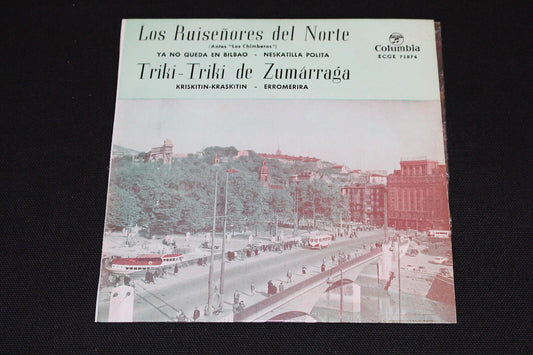 Los Ruiseñores del Norte
(Antes "Los Chimberos")
YA NO QUEDA EN BILBAO - NESKATILLA POLITA
Triki-Triki de Zumárraga
KRISKITIN-KRASKITIN - ERROMERIRA
Columbia
ECGE 71874